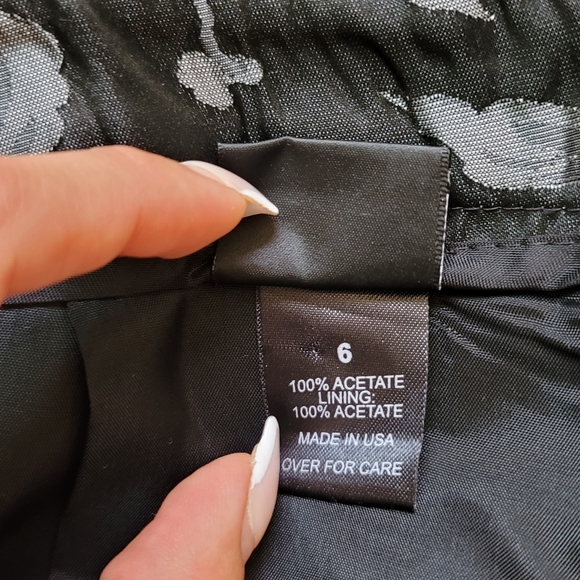 6
100% ACETATE
LINING:
100% ACETATE
MADE IN USA
OVER FOR CARE